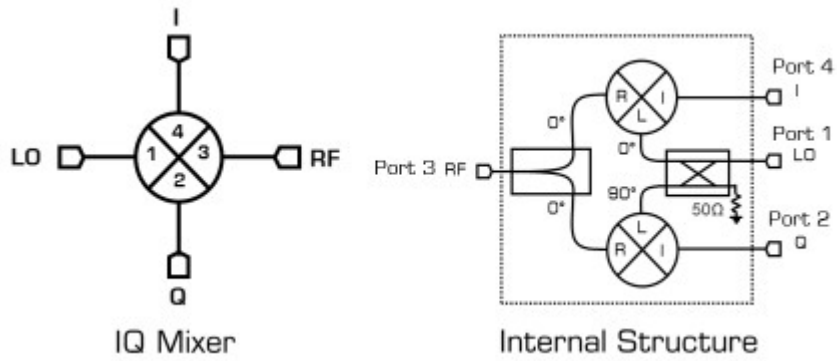 I
LO
4
1
3
2
RF
Q
IQ Mixer
Port 4
I
R
I
L
0°
0°
Port 1
LO
Port 3 RF
0°
90°
50Ω
L
R
I
Port 2
Q
Internal Structure